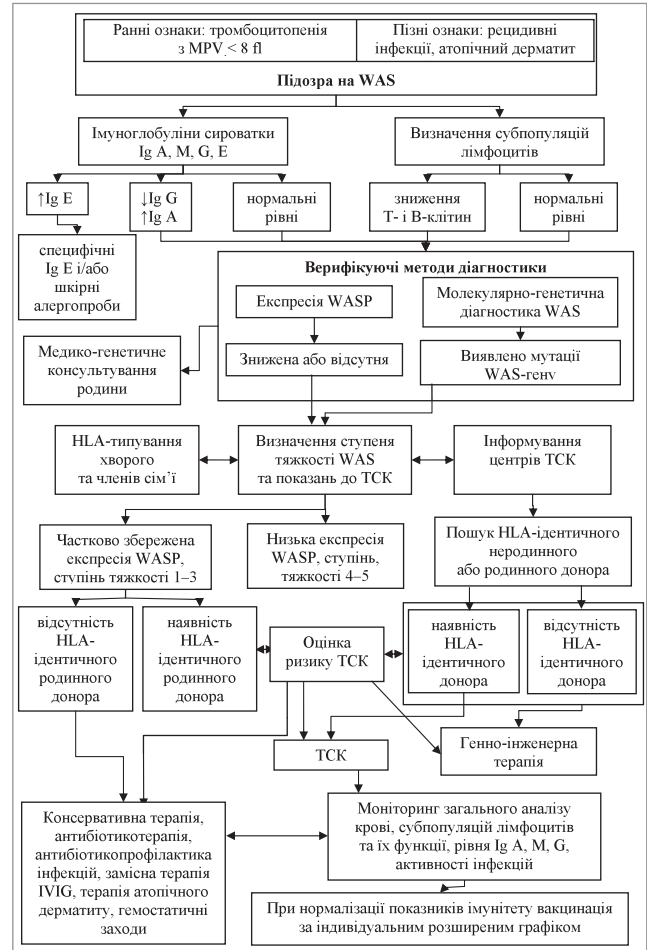 Ранні ознаки: тромбоцитопенія
з MPV < 8 fl
Пізні ознаки: рецидивні
інфекції, атопічний дерматит
Підозра на WAS
Імуноглобуліни сироватки
Ig A, M, G, E
Визначення субпопуляцій
лімфоцитів
↑Ig E
↓Ig G
↑Ig A
нормальні
рівні
зниження
Т- і В-клітин
нормальні
рівні
специфічні
Ig E і/або
шкірні
алергопроби
Верифікуючі методи діагностики
Експресія WASP
Молекулярно-генетична
діагностика WAS
Знижена або відсутня
Виявлено мутації
WAS-генv
Медико-генетичне
консультування
родини
HLA-типування
хворого
та членів сім’ї
Визначення ступеня
тяжкості WAS
та показань до ТСК
Інформування
центрів ТСК
Частково збережена
експресія WASP,
ступінь тяжкості 1–3
Низька експресія
WASP, ступінь,
тяжкості 4–5
Пошук HLA-ідентичного
неродинного
або родинного донора
відсутність
HLA-
ідентичного
родинного
донора
наявність
HLA-
ідентичного
родинного
донора
Оцінка
ризику ТСК
наявність
HLA-
ідентичного
донора
відсутність
HLA-
ідентичного
донора
ТСК
Генно-інженерна
терапія
Консервативна терапія,
антибіотикотерапія,
антибіотикопрофілактика
інфекцій, замісна терапія
IVIG, терапія атопічного
дерматиту, гемостатичні
заходи
Моніторинг загального аналізу
крові, субпопуляцій лімфоцитів
та їх функції, рівня Ig A, M, G,
активності інфекцій
При нормалізації показників імунітету вакцинація
за індивідуальним розширеним графіком